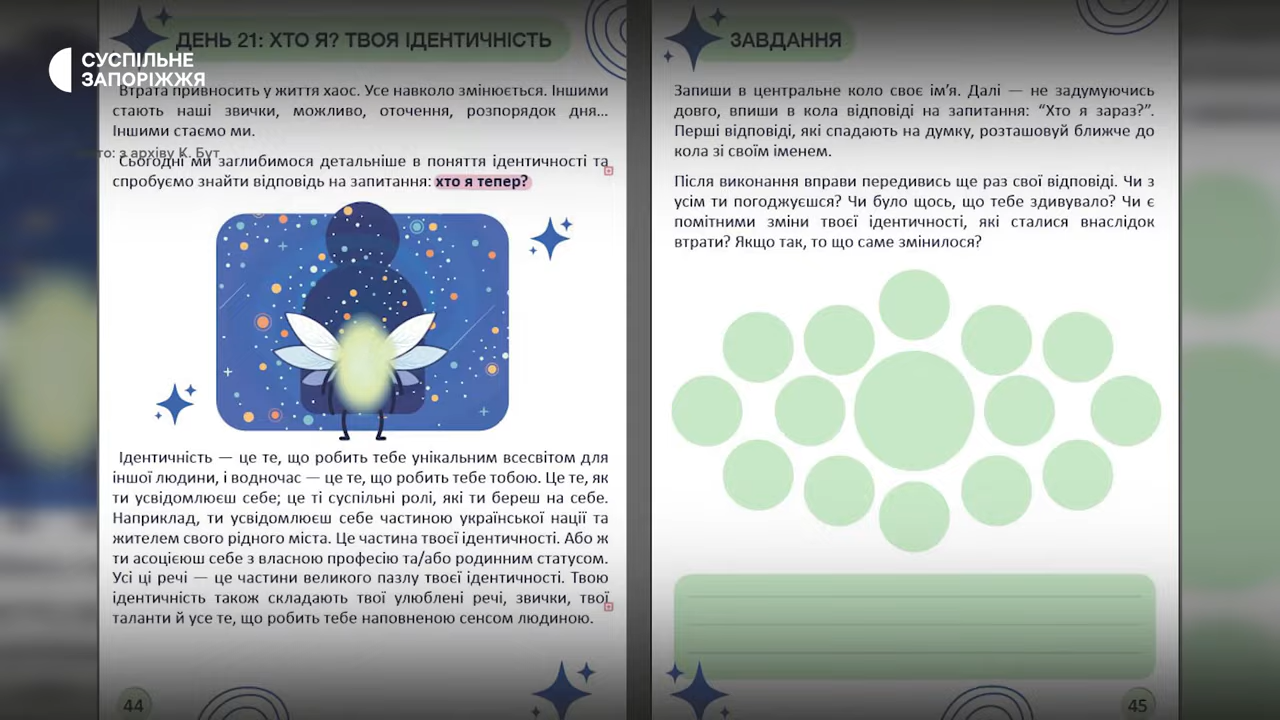 СУСПІЛЬНЕ
ЗАПОРІЖЖЯ
ДЕНЬ 21: ХТО Я? ТВОЯ ІДЕНТИЧНІСТЬ
Втрата привносить у життя хаос. Усе навколо змінюється. Іншими
стають наші звички, можливо, оточення, розпорядок дня...
Іншими стаємо ми.
з архіву К. Бут
Сьогодні ми заглибимося детальніше в поняття ідентичності та
спробуємо знайти відповідь на запитання: хто я тепер?
Ідентичність — це те, що робить тебе унікальним всесвітом для
іншої людини, і водночас — це те, що робить тебе тобою. Це те, як
ти усвідомлюєш себе; це ті суспільні ролі, які ти береш на себе.
Наприклад, ти усвідомлюєш себе частиною української нації та
жителем свого рідного міста. Це частина твоєї ідентичності. Або ж
ти асоціюєш себе з власною професію та/або родинним статусом.
Усі ці речі — це частини великого пазлу твоєї ідентичності. Твою
ідентичність також складають твої улюблені речі, звички, твої
таланти й усе те, що робить тебе наповненою сенсом людиною.
44
ЗАВДАННЯ
Запиши в центральне коло своє ім’я. Далі — не задумуючись
довго, впиши в кола відповіді на запитання: “Хто я зараз?”.
Перші відповіді, які спадають на думку, розташовуй ближче до
кола зі своїм іменем.
Після виконання вправи передивись ще раз свої відповіді. Чи з
усім ти погоджуєшся? Чи було щось, що тебе здивувало? Чи є
помітними зміни твоєї ідентичності, які сталися внаслідок
втрати? Якщо так, то що саме змінилося?
45